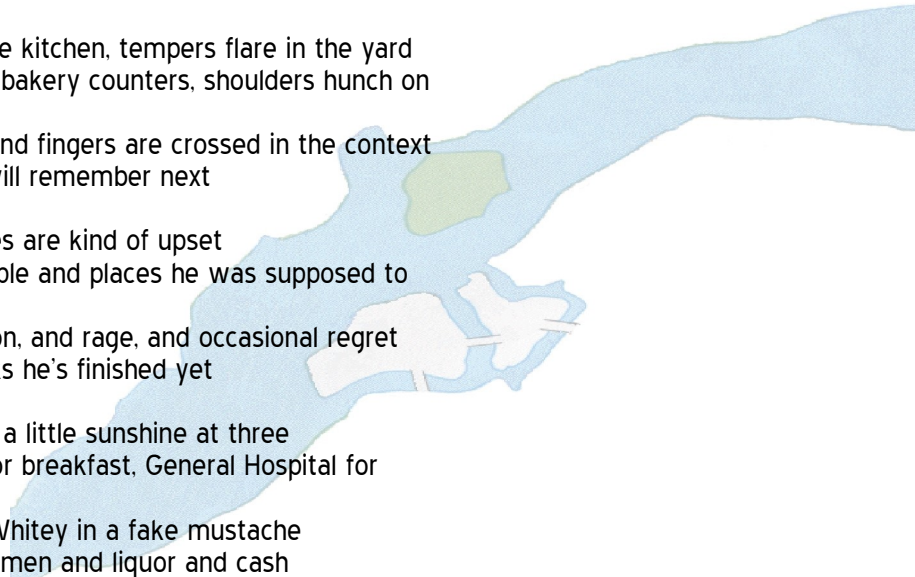 e kitchen, tempers flare in the yard
bakery counters, shoulders hunch on
nd fingers are crossed in the context
will remember next
es are kind of upset
ple and places he was supposed to
on, and rage, and occasional regret
ks he's finished yet
a little sunshine at three
or breakfast, General Hospital for
Whitey in a fake mustache
men and liquor and cash